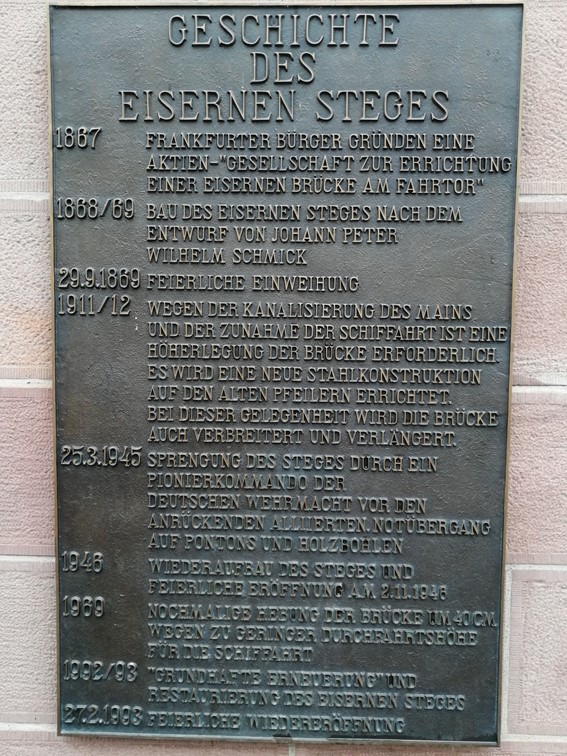 GESCHICHTE
DES
EISERNEN STEGES
1867 FRANKFURTER BÜRGER GRÜNDEN EINE
AKTIEN-"GESELLSCHAFT ZUR ERRICHTUNG
EINER EISERNEN BRÜCKE AM FAHRTOR"
1868/69 BAU DES EISERNEN STEGES NACH DEM
ENTWURF VON JOHANN PETER
WILHELM SCHMICK
29.9.1869 FEIERLICHE EINWEIHUNG
1911/12 WEGEN DER KANALISIERUNG DES MAINS
UND DER ZUNAHME DER SCHIFFAHRT IST EINE
HÖHERLEGUNG DER BRÜCKE ERFORDERLICH.
ES WIRD EINE NEUE STAHLKONSTRUKTION
AUF DEN ALTEN PFEILERN ERRICHTET.
BEI DIESER GELEGENHEIT WIRD DIE BRÜCKE
AUCH VERBREITERT UND VERLÄNGERT.
25.3.1945 SPRENGUNG DES STEGES DURCH EIN
PIONIERKOMMANDO DER
DEUTSCHEN WEHRMACHT VOR DEN
ANRÜCKENDEN ALLIIERTEN. NOTÜBERGANG
AUF PONTONS UND HOLZBOHLEN
1946 WIEDERAUFBAU DES STEGES UND
FEIERLICHE ERÖFFNUNG AM 2.11.1946
1969 NOCHMALIGE HEBUNG DER BRÜCKE UM 40CM
WEGEN ZU GERINGER DURCHFAHRTSHÖHE
FÜR DIE SCHIFFAHRT
1992/93 "GRUNDHAFTE ERNEUERUNG" UND
RESTAURIERUNG DES EISERNEN STEGES
27.2.1993 FEIERLICHE WIEDERERÖFFNUNG